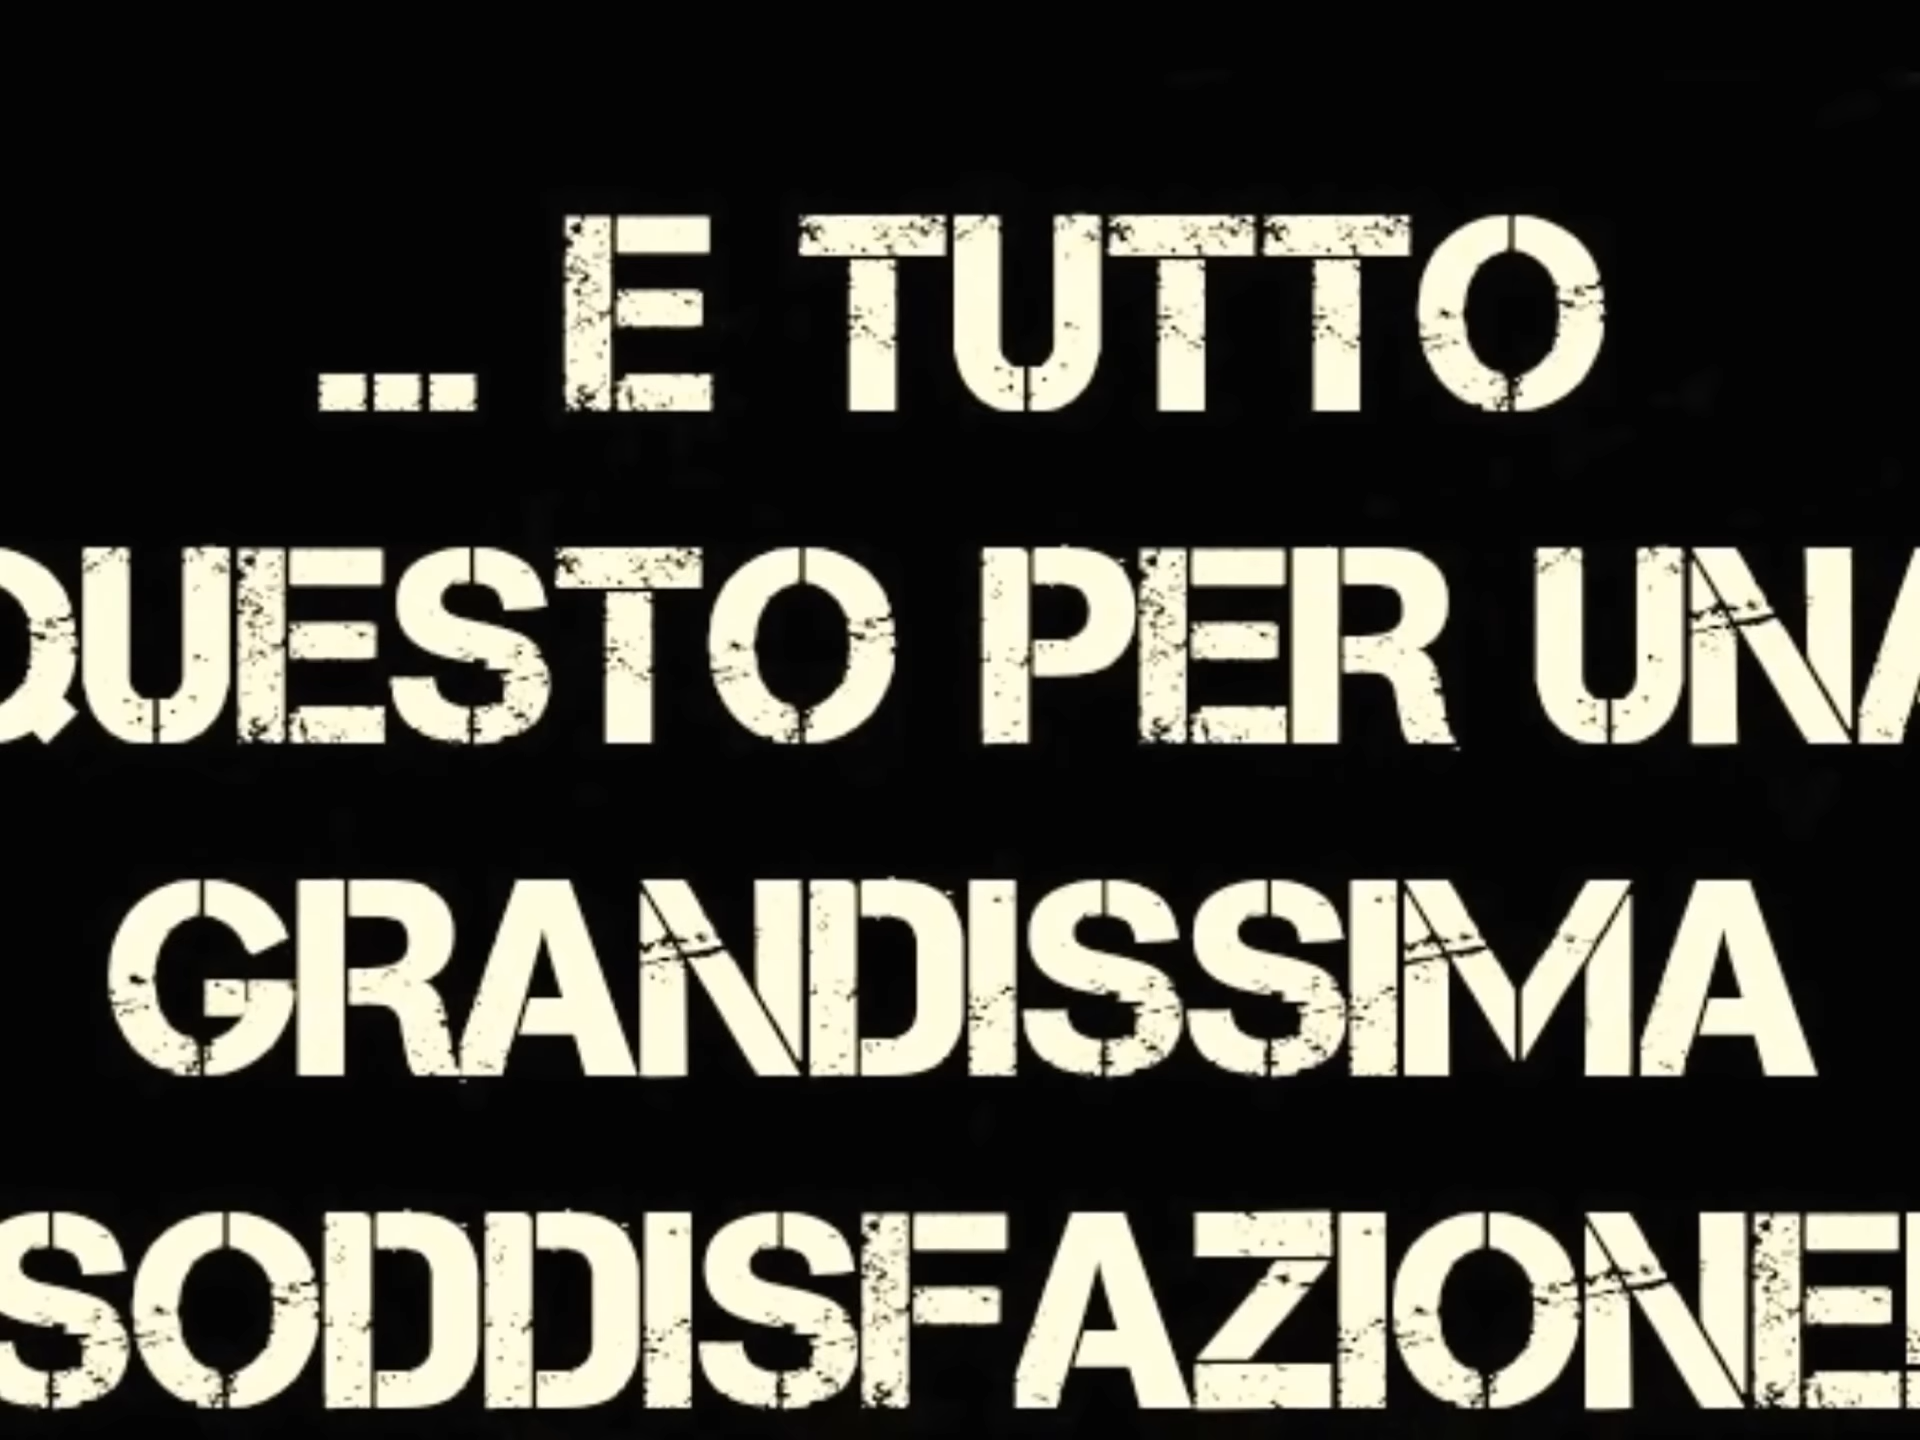 ... E TUTTO
QUESTO PER UNA
GRANDISSIMA
SODDISFAZIONE!